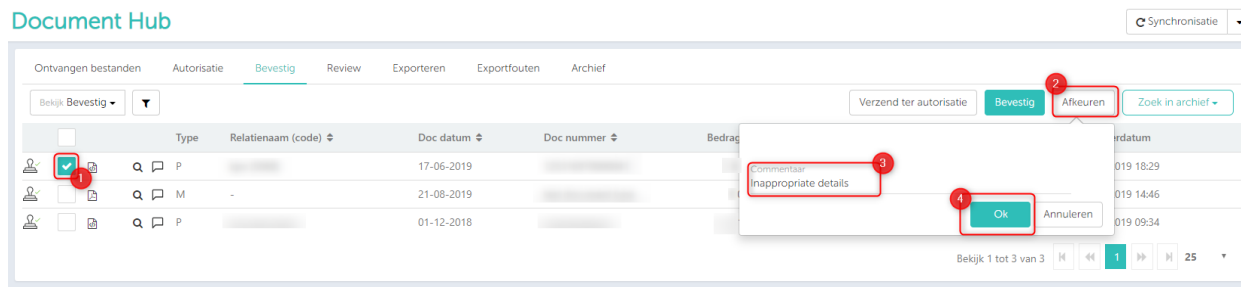 Document Hub
Synchronisatie
Ontvangen bestanden Autorisatie Bevestig Review Exporteren Exportfouten Archief
Bekijk Bevestig Verzend ter autorisatie Bevestig 2 Afkeuren Zoek in archief
Type Relatienaam (code) Doc datum Doc nummer Bedrag erdatum
1 P 17-06-2019 019 18:29
Commentaar 3
Inappropriate details
M - 21-08-2019 019 14:46
P 01-12-2018 4 Ok Annuleren 019 09:34
Bekijk 1 tot 3 van 3 1 25